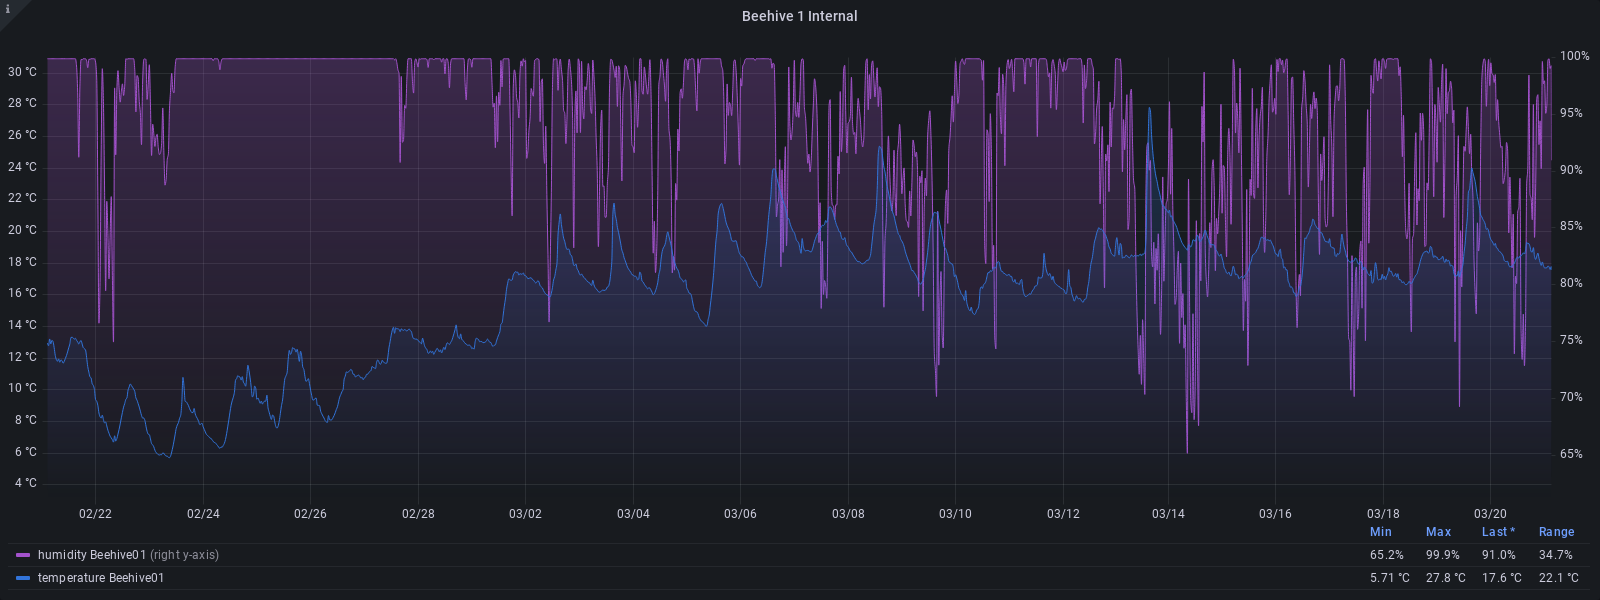 i
Beehive 1 Internal
30 °C
28 °C
26 °C
24 °C
22 °C
20 °C
18 °C
16 °C
14 °C
12 °C
10 °C
8 °C
6 °C
4 °C
100%
95%
90%
85%
80%
75%
70%
65%
02/22 02/24 02/26 02/28 03/02 03/04 03/06 03/08 03/10 03/12 03/14 03/16 03/18 03/20
Min Max Last * Range
humidity Beehive01 (right y-axis) 65.2% 99.9% 91.0% 34.7%
temperature Beehive01 5.71 °C 27.8 °C 17.6 °C 22.1 °C